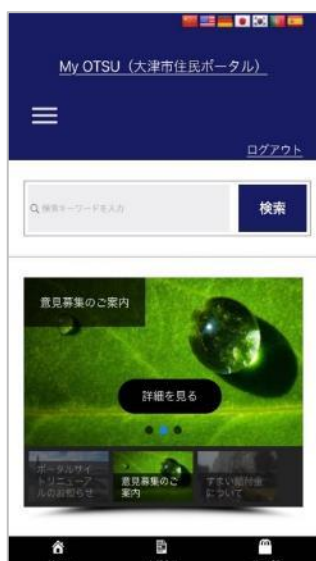 My OTSU（大津市住民ポータル）
ログアウト
検索キーワードを入力
検索
意見募集のご案内
詳細を見る
ポータルサイ
トリニューア
ルのお知らせ
意見募集のご
案内
すまい給付金
について